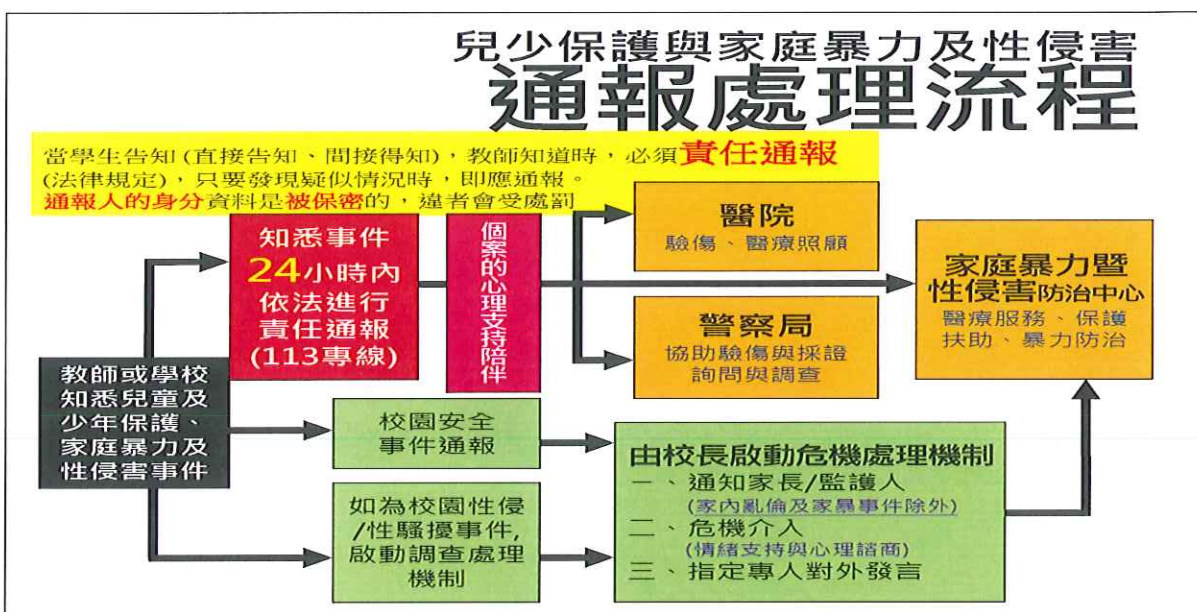 兒少保護與家庭暴力及性侵害
通報處理流程
當學生告知(直接告知、間接得知)，教師知道時，必須責任通報
(法律規定)，只要發現疑似情況時，即應通報。
通報人的身分資料是被保密的，違者會受處罰
教師或學校
知悉兒童及
少年保護、
家庭暴力及
性侵害事件
知悉事件
24小時內
依法進行
責任通報
(113專線)
個案的心理支持陪伴
醫院
驗傷、醫療照顧
警察局
協助驗傷與採證
詢問與調查
家庭暴力暨
性侵害防治中心
醫療服務、保護
扶助、暴力防治
校園安全
事件通報
如為校園性侵
/性騷擾事件,
啟動調查處理
機制
由校長啟動危機處理機制
一、通知家長/監護人
(家內亂倫及家暴事件除外)
二、危機介入
(情緒支持與心理諮商)
三、指定專人對外發言